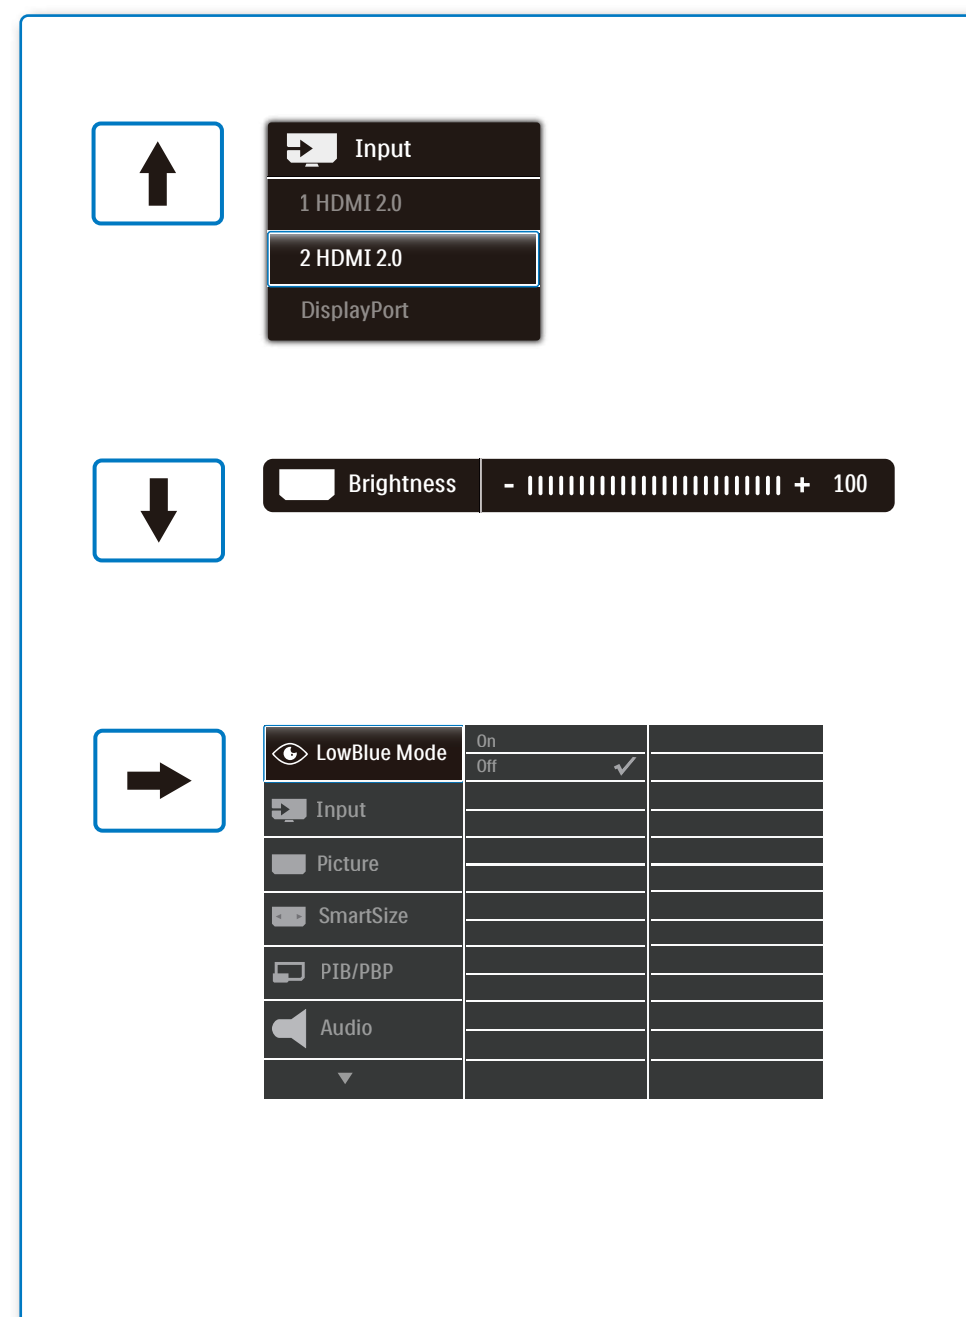 Input
1 HDMI 2.0
2 HDMI 2.0
DisplayPort
Brightness - + 100
LowBlue Mode On
Off
Input
Picture
SmartSize
PIB/PBP
Audio